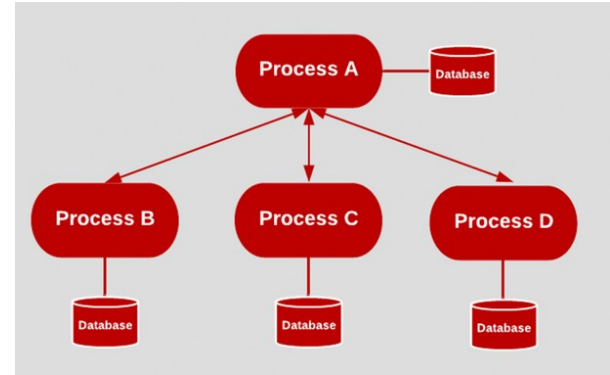 Process A
Database
Process B
Process C
Process D
Database
Database
Database